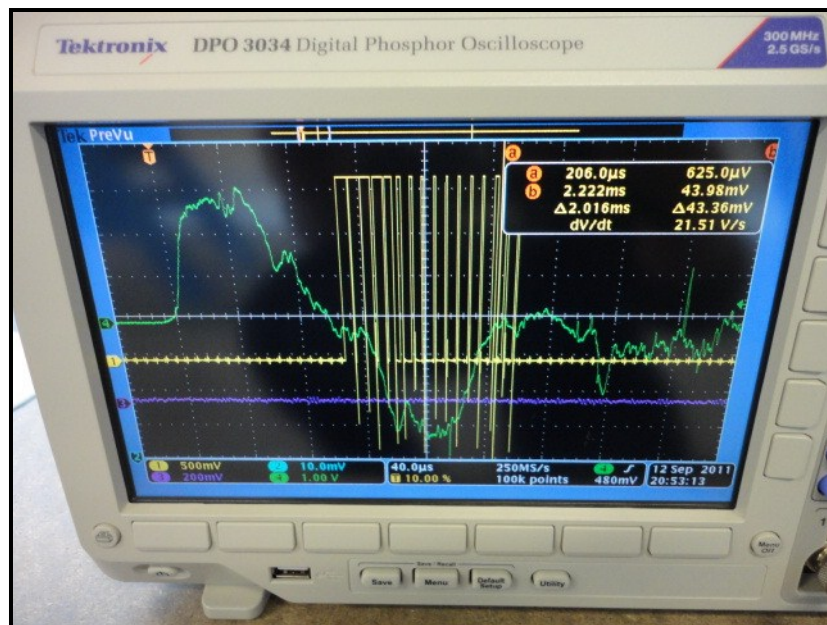 Tektronix DPO 3034 Digital Phosphor Oscilloscope
300 MHz
2.5 GS/s
Tek PreVu
T
a
b
a 206.0µs 625.0µV
b 2.222ms 43.98mV
Δ2.016ms Δ43.36mV
dV/dt 21.51 V/s
4
1
3
2
1 500mV 2 10.0mV 40.0µs 250MS/s 4 12 Sep 2011
3 200mV 4 1.00 V T 10.00 % 100k points 480mV 20:53:13
Save / Recall
Save Menu Default Setup Utility
Menu Off